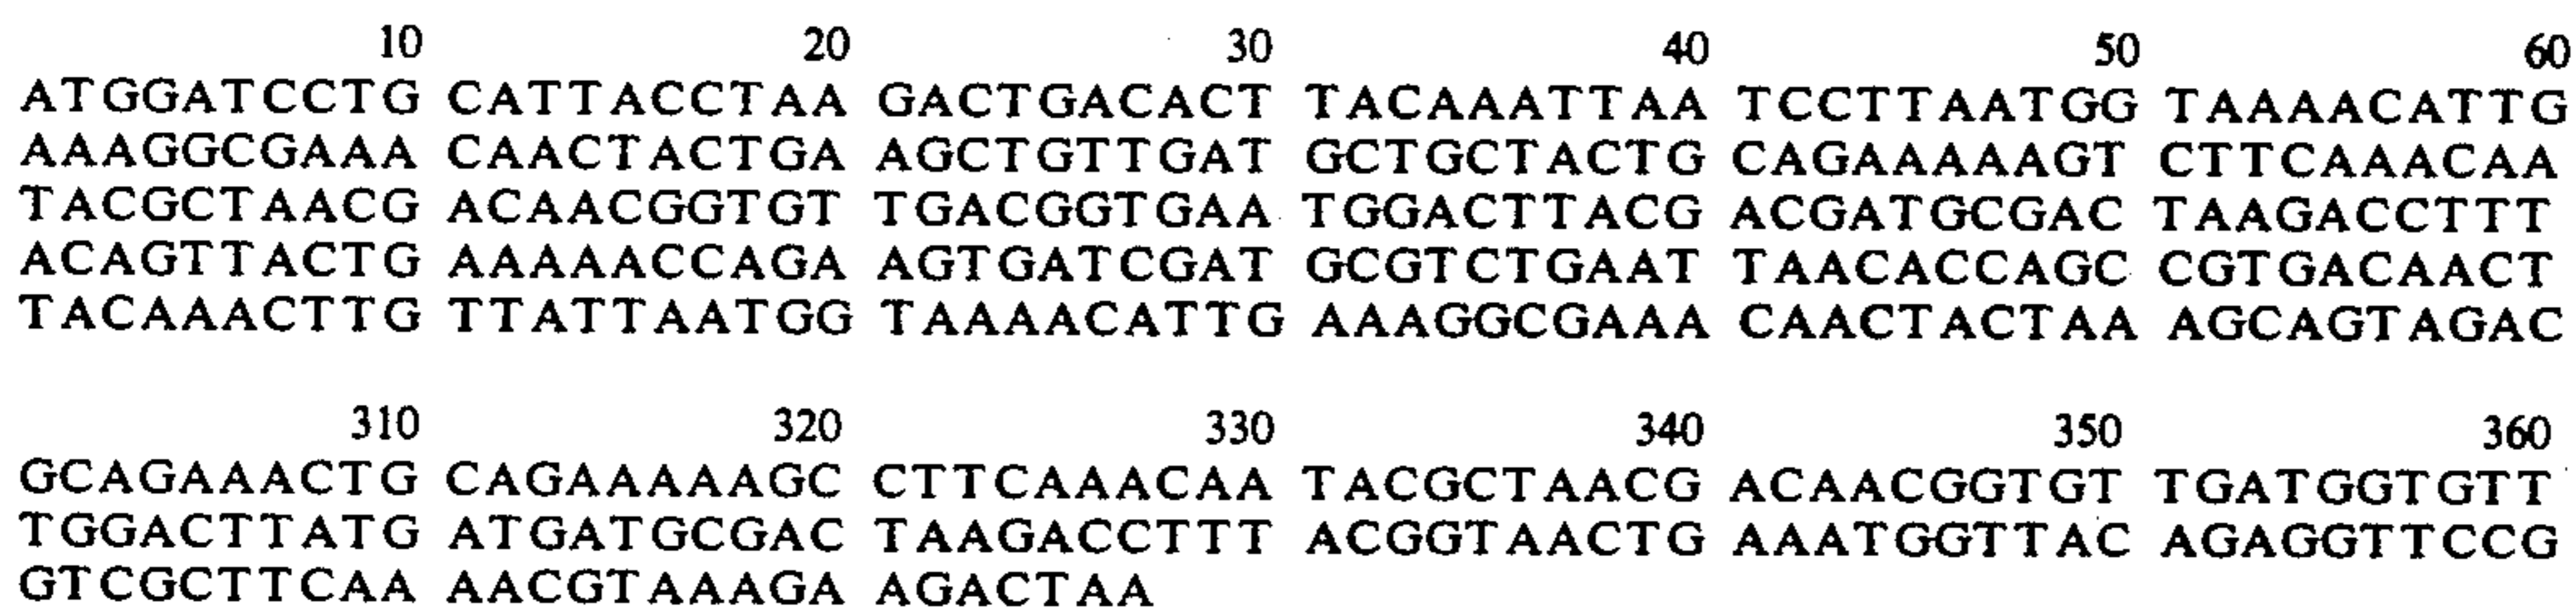 10 20 30 40 50 60
ATGGATCCTG CATTACCTAA GACTGACACT TACAAATTAA TCCTTAATGG TAAAACATTG
AAAGGCGAAA CAACTACTGA AGCTGTTGAT GCTGCTACTG CAGAAAAAGT CTTCAAACAA
TACGCTAACG ACAACGGTGT TGACGGTGAA TGGACTTACG ACGATGCGAC TAAGACCTTT
ACAGTTACTG AAAAACCAGA AGTGATCGAT GCGTCTGAAT TAACACCAGC CGTGACAACT
TACAAACTTG TTATTAATGG TAAAACATTG AAAGGCGAAA CAACTACTAA AGCAGTAGAC
310 320 330 340 350 360
GCAGAAACTG CAGAAAAAGC CTTCAAACAA TACGCTAACG ACAACGGTGT TGATGGTGTT
TGGACTTATG ATGATGCGAC TAAGACCTTT ACGGTAACTG AAATGGTTAC AGAGGTTCCG
GTCGCTTCAA AACGTAAAGA AGACTAA